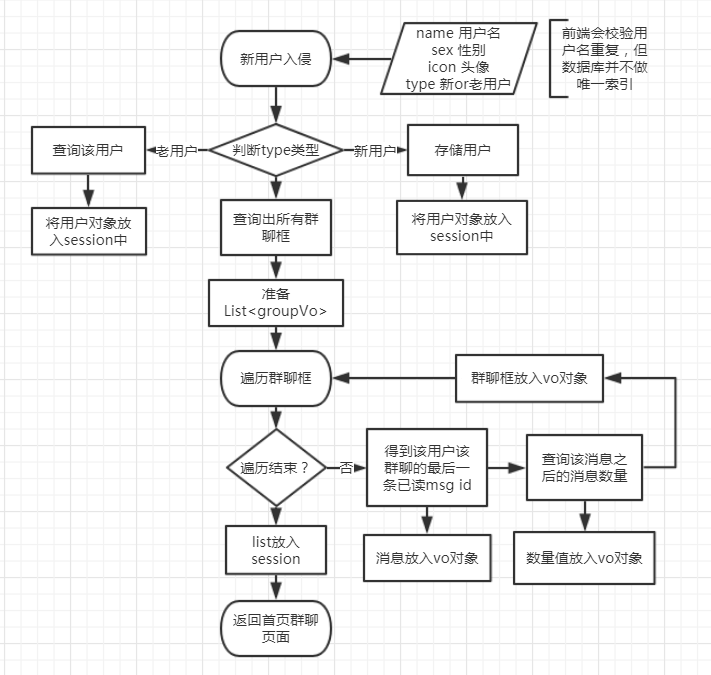 name 用户名
sex 性别
icon 头像
type 新or老用户
前端会校验用
户名重复，但
数据库并不做
唯一索引
新用户入侵
查询该用户
老用户
判断type类型
新用户
存储用户
将用户对象放
入session中
查询出所有群
聊框
将用户对象放入
session中
准备
List<groupVo>
遍历群聊框
群聊框放入vo对象
遍历结束？
否
得到该用户该
群聊的最后一
条已读msg id
查询该消息之
后的消息数量
list放入
session
消息放入vo对象
数量值放入vo对象
返回首页群聊
页面